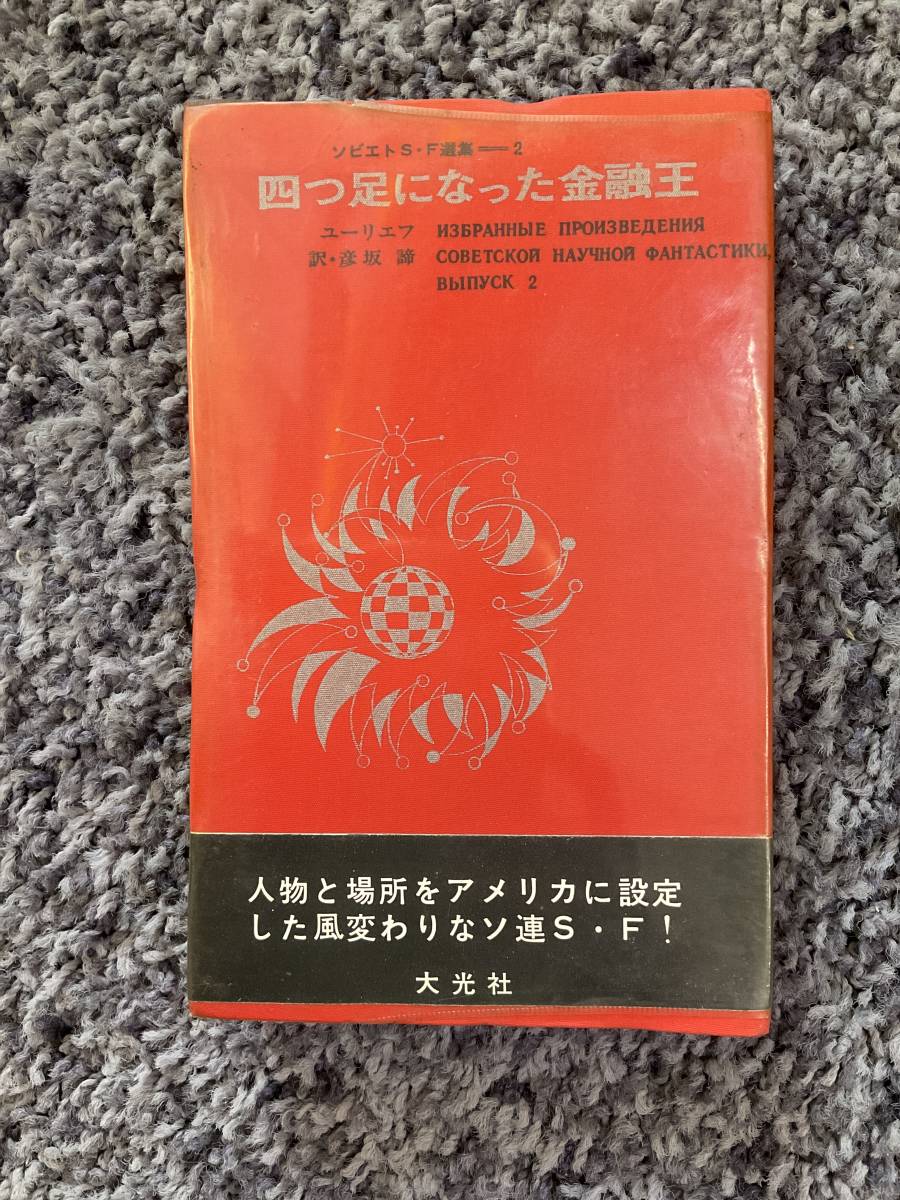 ソビエトS・F選集＝2
四つ足になった金融王
ユーリエフ ИЗБРАННЫЕ ПРОИЗВЕДЕНИЯ
訳・彦坂 諦 СОВЕТСКОЙ НАУЧНОЙ ФАНТАСТИКИ,
ВЫПУСК 2
人物と場所をアメリカに設定
した風変わりなソ連S・F！
大光社